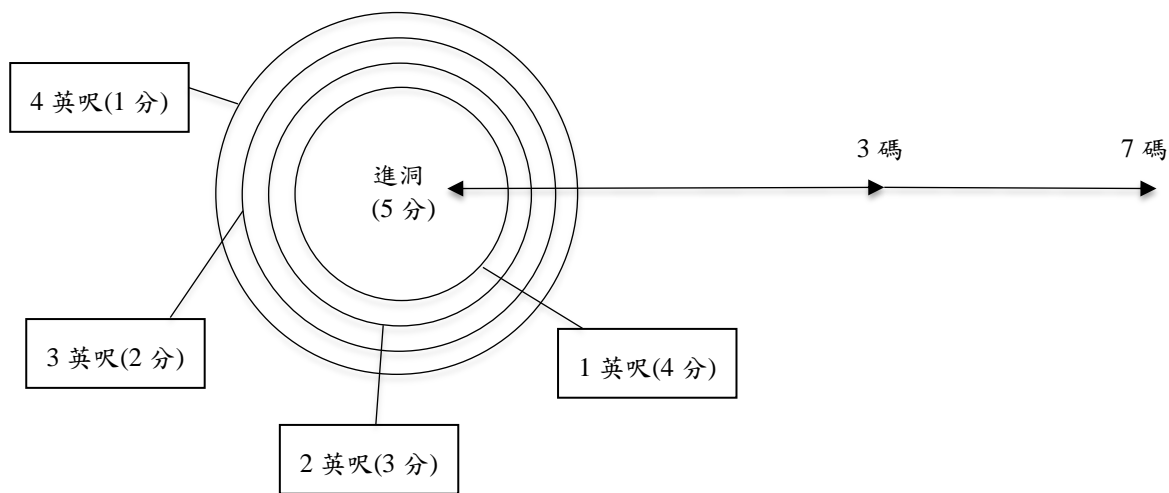 4 英呎(1 分)
3 碼
7 碼
進洞
(5 分)
3 英呎(2 分)
1 英呎(4 分)
2 英呎(3 分)